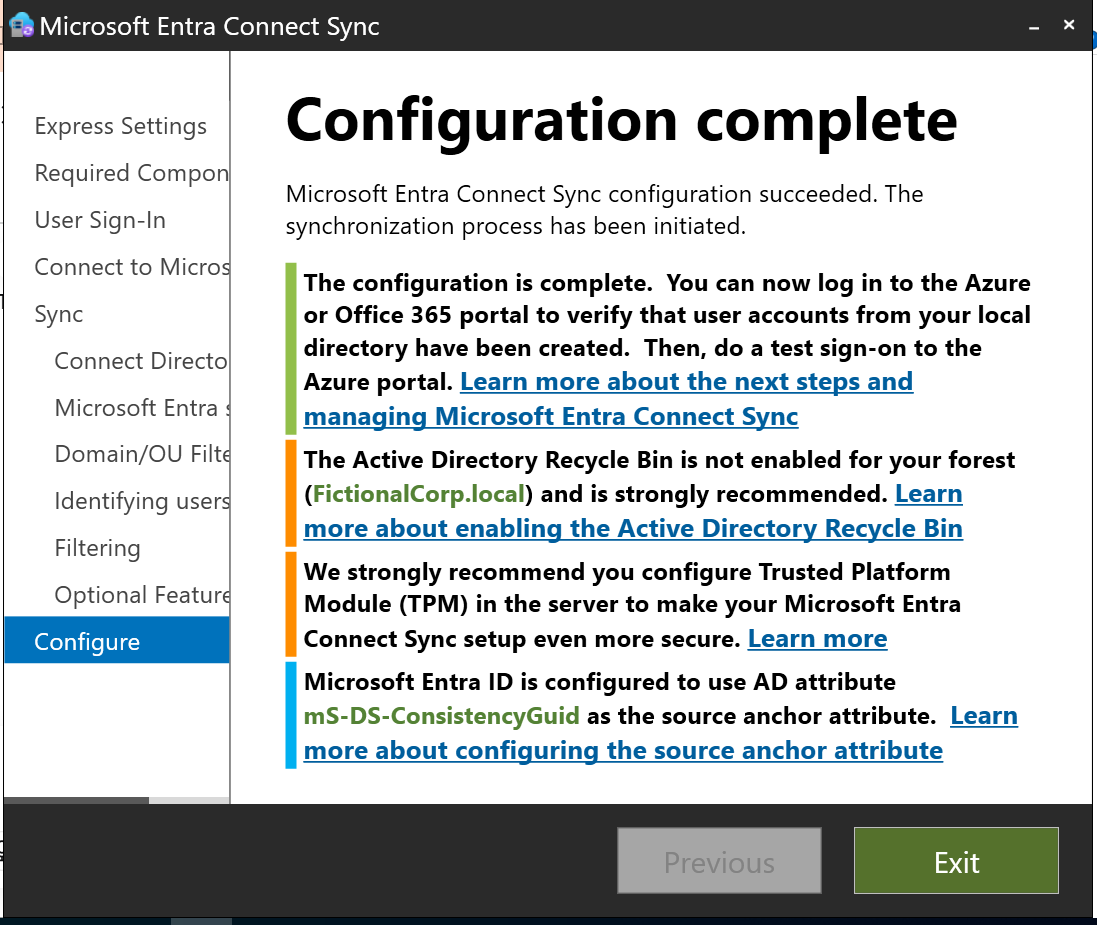 Microsoft Entra Connect Sync
Express Settings
Required Compon
User Sign-In
Connect to Micros
Sync
Connect Directo
Microsoft Entra s
Domain/OU Filte
Identifying users
Filtering
Optional Feature
Configure
Configuration complete
Microsoft Entra Connect Sync configuration succeeded. The
synchronization process has been initiated.
The configuration is complete.  You can now log in to the Azure
or Office 365 portal to verify that user accounts from your local
directory have been created.  Then, do a test sign-on to the
Azure portal. Learn more about the next steps and
managing Microsoft Entra Connect Sync
The Active Directory Recycle Bin is not enabled for your forest
(FictionalCorp.local) and is strongly recommended. Learn
more about enabling the Active Directory Recycle Bin
We strongly recommend you configure Trusted Platform
Module (TPM) in the server to make your Microsoft Entra
Connect Sync setup even more secure. Learn more
Microsoft Entra ID is configured to use AD attribute
mS-DS-ConsistencyGuid as the source anchor attribute.  Learn
more about configuring the source anchor attribute
Previous
Exit